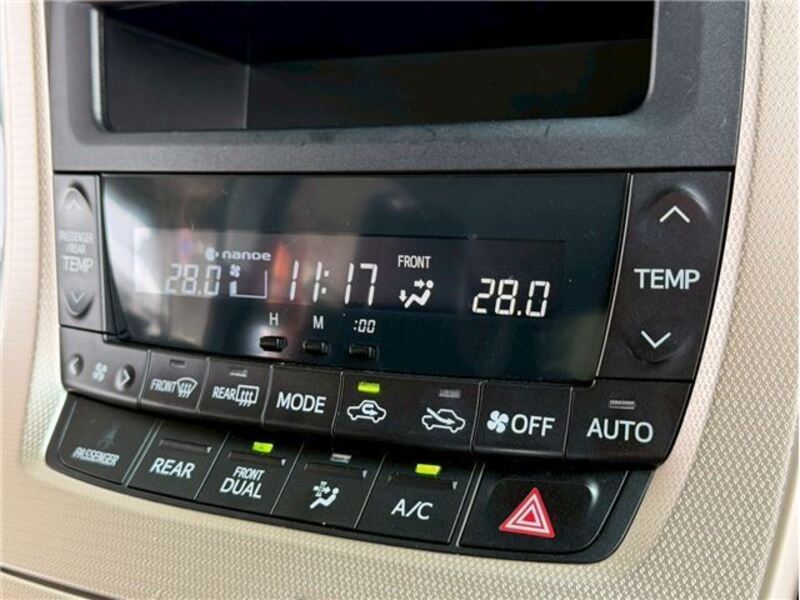 PASSENGER
/REAR
TEMP
nanoe
28.0
11:17
FRONT
28.0
TEMP
H
M
:00
FRONT
REAR
MODE
OFF
AUTO
PASSENGER
REAR
FRONT
DUAL
A/C